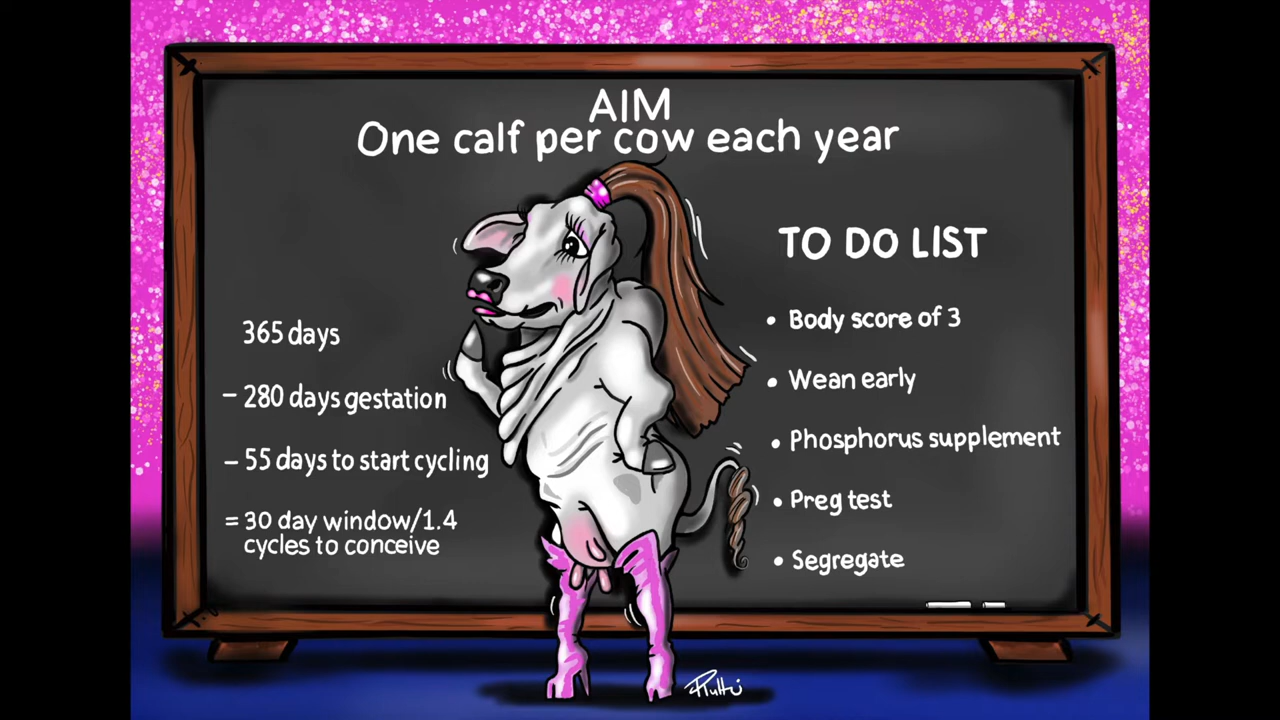 AIM
One calf per cow each year
365 days
– 280 days gestation
– 55 days to start cycling
= 30 day window/1.4
cycles to conceive
TO DO LIST
• Body score of 3
• Wean early
• Phosphorus supplement
• Preg test
• Segregate